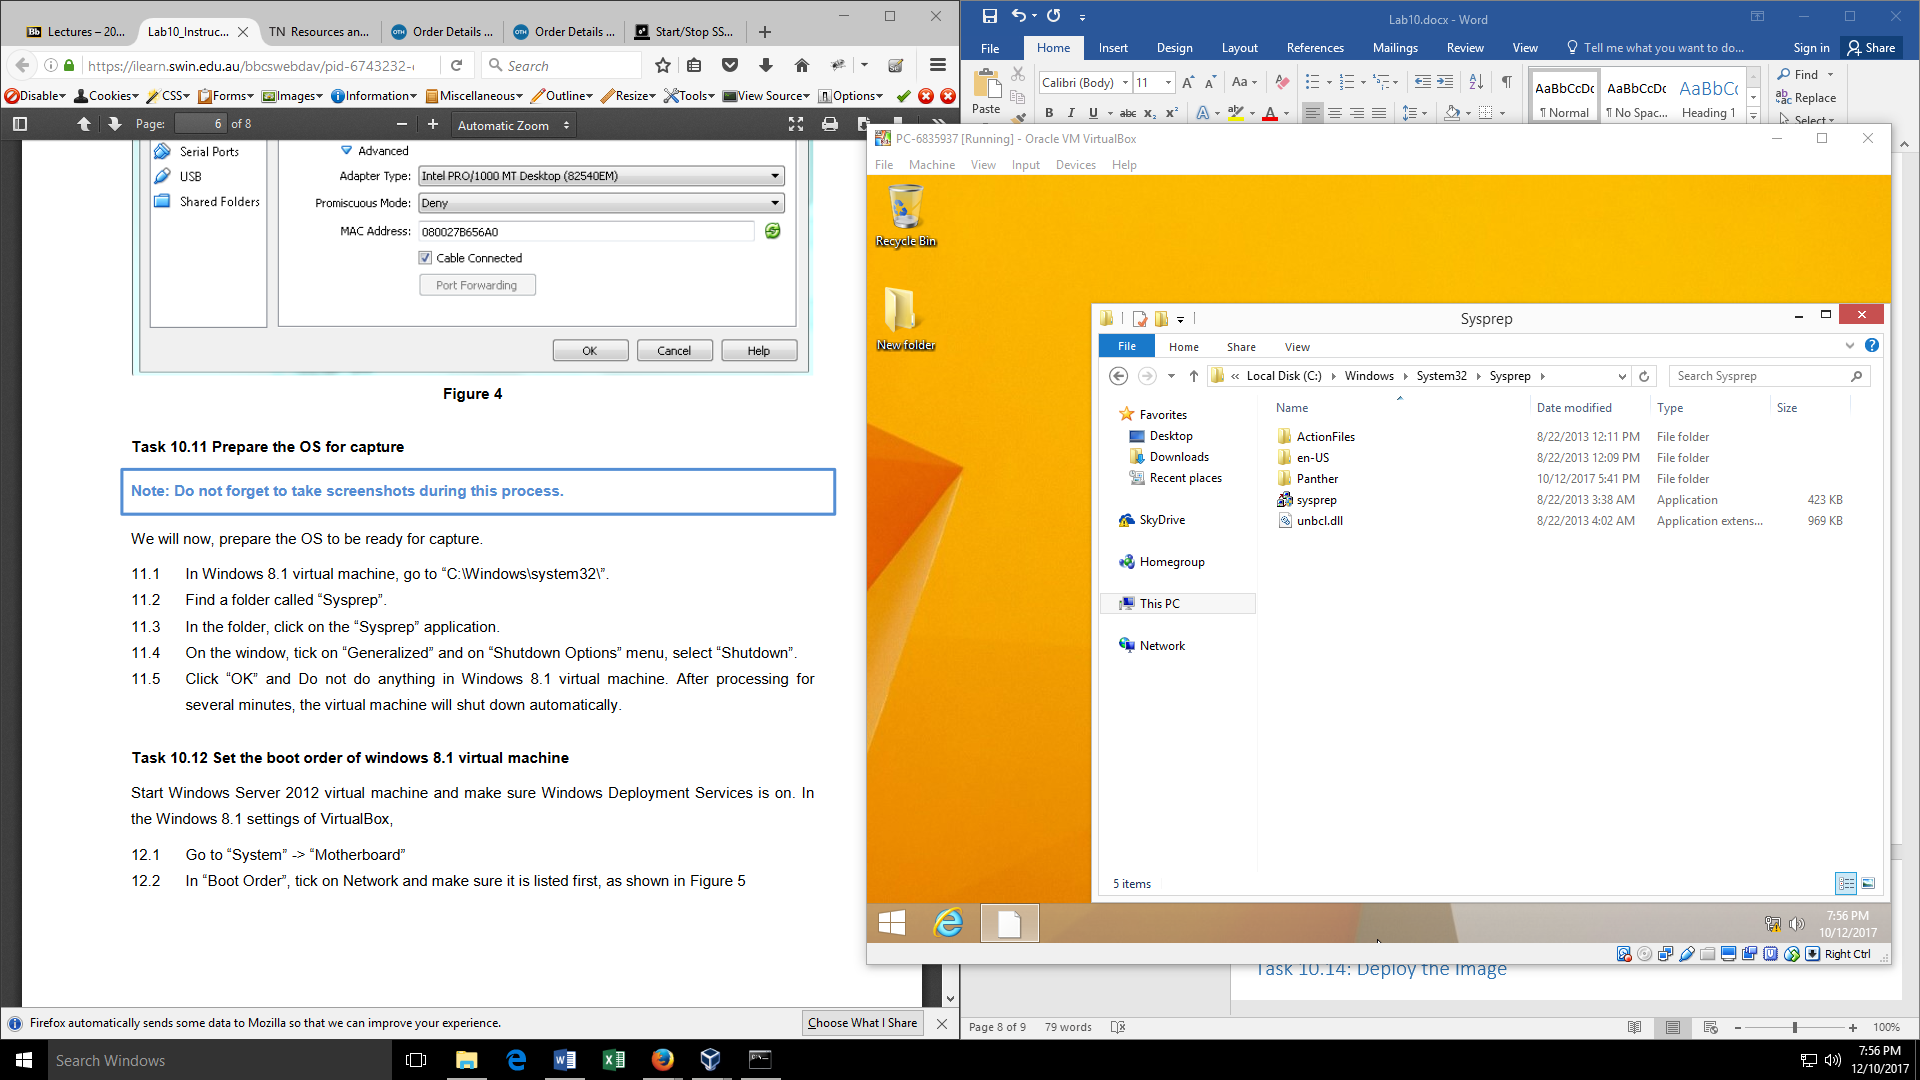 Lectures – 20...
Lab10_Instruc...
TN Resources an...
Order Details ...
Order Details ...
Start/Stop SS...
https://ilearn.swin.edu.au/bbcswebdav/pid-6743232-
Search
Disable
Cookies
CSS
Forms
Images
Information
Miscellaneous
Outline
Resize
Tools
View Source
Options
Page:
6
of 8
Automatic Zoom
Serial Ports
USB
Shared Folders
Advanced
Adapter Type:
Intel PRO/1000 MT Desktop (82540EM)
Promiscuous Mode:
Deny
MAC Address:
080027B656A0
Cable Connected
Port Forwarding
OK
Cancel
Help
Figure 4
Task 10.11 Prepare the OS for capture
Note: Do not forget to take screenshots during this process.
We will now, prepare the OS to be ready for capture.
11.1 In Windows 8.1 virtual machine, go to “C:\Windows\system32\”.
11.2 Find a folder called “Sysprep”.
11.3 In the folder, click on the “Sysprep” application.
11.4 On the window, tick on “Generalized” and on “Shutdown Options” menu, select “Shutdown”.
11.5 Click “OK” and Do not do anything in Windows 8.1 virtual machine. After processing for
several minutes, the virtual machine will shut down automatically.
Task 10.12 Set the boot order of windows 8.1 virtual machine
Start Windows Server 2012 virtual machine and make sure Windows Deployment Services is on. In
the Windows 8.1 settings of VirtualBox,
12.1 Go to “System” -> “Motherboard”
12.2 In “Boot Order”, tick on Network and make sure it is listed first, as shown in Figure 5
Firefox automatically sends some data to Mozilla so that we can improve your experience.
Choose What I Share
Lab10.docx - Word
File
Home
Insert
Design
Layout
References
Mailings
Review
View
Tell me what you want to do...
Sign in
Share
Paste
Calibri (Body)
11
Aa
B I U abc x₂ x²
AaBbCcDc
¶ Normal
AaBbCcDc
¶ No Spac...
AaBbCc
Heading 1
Find
Replace
Select
PC-6835937 [Running] - Oracle VM VirtualBox
File
Machine
View
Input
Devices
Help
Recycle Bin
New folder
Sysprep
File
Home
Share
View
« Local Disk (C:) Windows System32 Sysprep
Search Sysprep
Favorites
Desktop
Downloads
Recent places
SkyDrive
Homegroup
This PC
Network
Name Date modified Type Size
ActionFiles 8/22/2013 12:11 PM File folder
en-US 8/22/2013 12:09 PM File folder
Panther 10/12/2017 5:41 PM File folder
sysprep 8/22/2013 3:38 AM Application 423 KB
unbcl.dll 8/22/2013 4:02 AM Application extens... 969 KB
5 items
7:56 PM
10/12/2017
Right Ctrl
Task 10.14: Deploy the Image
Page 8 of 9
79 words
100%
Search Windows
7:56 PM
12/10/2017